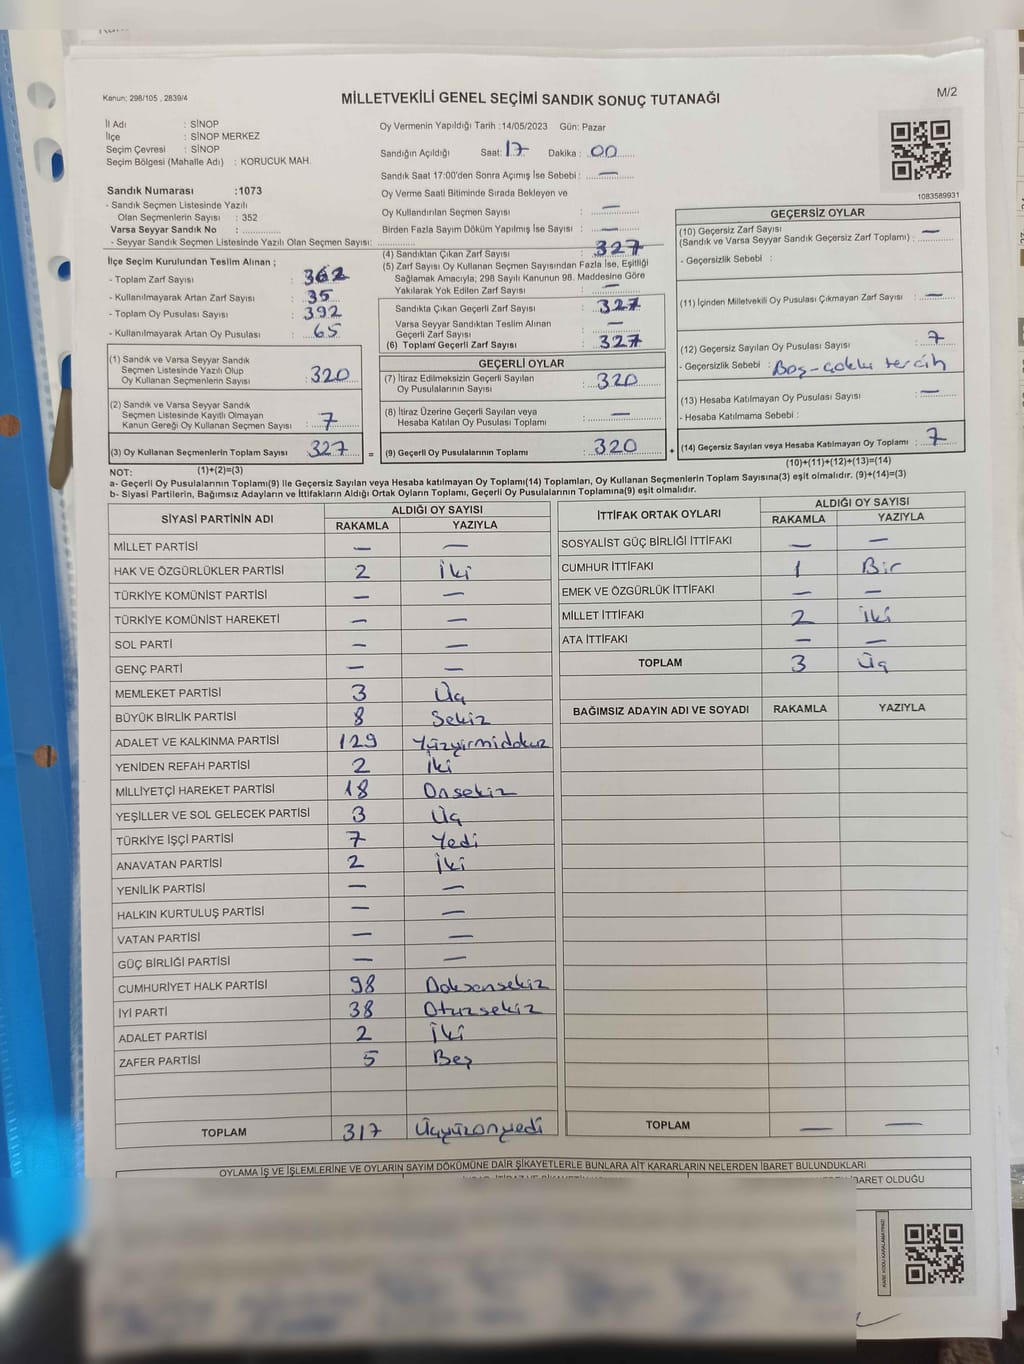 Kanun: 298/105 , 2839/4
MİLLETVEKİLİ GENEL SEÇİMİ SANDIK SONUÇ TUTANAĞI
M/2
İl Adı : SİNOP
İlçe : SİNOP MERKEZ
Seçim Çevresi : SİNOP
Seçim Bölgesi (Mahalle Adı) : KORUCUK MAH.
Sandık Numarası :1073
- Sandık Seçmen Listesinde Yazılı
Olan Seçmenlerin Sayısı : 352
Varsa Seyyar Sandık No : ..............
- Seyyar Sandık Seçmen Listesinde Yazılı Olan Seçmen Sayısı: ..............
İlçe Seçim Kurulundan Teslim Alınan ;
- Toplam Zarf Sayısı : 362
- Kullanılmayarak Artan Zarf Sayısı : 35
- Toplam Oy Pusulası Sayısı : 392
- Kullanılmayarak Artan Oy Pusulası : 65
(1) Sandık ve Varsa Seyyar Sandık
Seçmen Listesinde Yazılı Olup
Oy Kullanan Seçmenlerin Sayısı : 320
(2) Sandık ve Varsa Seyyar Sandık
Seçmen Listesinde Kayıtlı Olmayan
Kanun Gereği Oy Kullanan Seçmen Sayısı : 7
(3) Oy Kullanan Seçmenlerin Toplam Sayısı : 327
Oy Vermenin Yapıldığı Tarih :14/05/2023 Gün: Pazar
Sandığın Açıldığı Saat: 17 Dakika : 00
Sandık Saat 17:00'den Sonra Açımış İse Sebebi : —
Oy Verme Saati Bitiminde Sırada Bekleyen ve
Oy Kullandırılan Seçmen Sayısı : —
Birden Fazla Sayım Döküm Yapılmış İse Sayısı : —
(4) Sandıktan Çıkan Zarf Sayısı : 327
(5) Zarf Sayısı Oy Kullanan Seçmen Sayısından Fazla İse, Eşitliği
Sağlamak Amacıyla; 298 Sayılı Kanunun 98. Maddesine Göre
Yakılarak Yok Edilen Zarf Sayısı : —
Sandıkta Çıkan Geçerli Zarf Sayısı : 327
Varsa Seyyar Sandıktan Teslim Alınan
Geçerli Zarf Sayısı : —
(6) Toplam Geçerli Zarf Sayısı : 327
GEÇERLİ OYLAR
(7) İtiraz Edilmeksizin Geçerli Sayılan
Oy Pusulalarının Sayısı : 320
(8) İtiraz Üzerine Geçerli Sayılan veya
Hesaba Katılan Oy Pusulası Toplamı : —
= (9) Geçerli Oy Pusulalarının Toplamı : 320 +
1083589931
GEÇERSİZ OYLAR
(10) Geçersiz Zarf Sayısı
(Sandık ve Varsa Seyyar Sandık Geçersiz Zarf Toplamı) : —
- Geçersizlik Sebebi :
(11) İçinden Milletvekili Oy Pusulası Çıkmayan Zarf Sayısı : —
(12) Geçersiz Sayılan Oy Pusulası Sayısı : 7
- Geçersizlik Sebebi : Boş-çoklu tercih
(13) Hesaba Katılmayan Oy Pusulası Sayısı : —
- Hesaba Katılmama Sebebi :
(14) Geçersiz Sayılan veya Hesaba Katılmayan Oy Toplamı : 7
NOT: (1)+(2)=(3) (10)+(11)+(12)+(13)=(14)
a- Geçerli Oy Pusulalarının Toplamı(9) ile Geçersiz Sayılan veya Hesaba katılmayan Oy Toplamı(14) Toplamları, Oy Kullanan Seçmenlerin Toplam Sayısına(3) eşit olmalıdır. (9)+(14)=(3)
b- Siyasi Partilerin, Bağımsız Adayların ve İttifakların Aldığı Ortak Oyların Toplamı, Geçerli Oy Pusulalarının Toplamına(9) eşit olmalıdır.
SİYASİ PARTİNİN ADI ALDIĞI OY SAYISI
RAKAMLA YAZIYLA
MİLLET PARTİSİ — —
HAK VE ÖZGÜRLÜKLER PARTİSİ 2 İki
TÜRKİYE KOMÜNİST PARTİSİ — —
TÜRKİYE KOMÜNİST HAREKETİ — —
SOL PARTİ — —
GENÇ PARTİ — —
MEMLEKET PARTİSİ 3 Üç
BÜYÜK BİRLİK PARTİSİ 8 Sekiz
ADALET VE KALKINMA PARTİSİ 129 Yüzyirmidokuz
YENİDEN REFAH PARTİSİ 2 İki
MİLLİYETÇİ HAREKET PARTİSİ 18 Onsekiz
YEŞİLLER VE SOL GELECEK PARTİSİ 3 Üç
TÜRKİYE İŞÇİ PARTİSİ 7 Yedi
ANAVATAN PARTİSİ 2 İki
YENİLİK PARTİSİ — —
HALKIN KURTULUŞ PARTİSİ — —
VATAN PARTİSİ — —
GÜÇ BİRLİĞİ PARTİSİ — —
CUMHURİYET HALK PARTİSİ 98 Doksansekiz
İYİ PARTİ 38 Otuzsekiz
ADALET PARTİSİ 2 İki
ZAFER PARTİSİ 5 Beş
TOPLAM 317 Üçyüzonyedi
İTTİFAK ORTAK OYLARI ALDIĞI OY SAYISI
RAKAMLA YAZIYLA
SOSYALİST GÜÇ BİRLİĞİ İTTİFAKI — —
CUMHUR İTTİFAKI 1 Bir
EMEK VE ÖZGÜRLÜK İTTİFAKI — —
MİLLET İTTİFAKI 2 İki
ATA İTTİFAKI — —
TOPLAM 3 Üç
BAĞIMSIZ ADAYIN ADI VE SOYADI RAKAMLA YAZIYLA
TOPLAM — —
OYLAMA İŞ VE İŞLEMLERİNE VE OYLARIN SAYIM DÖKÜMÜNE DAİR ŞİKAYETLERLE BUNLARA AİT KARARLARIN NELERDEN İBARET BULUNDUKLARI
BARET OLDUĞU